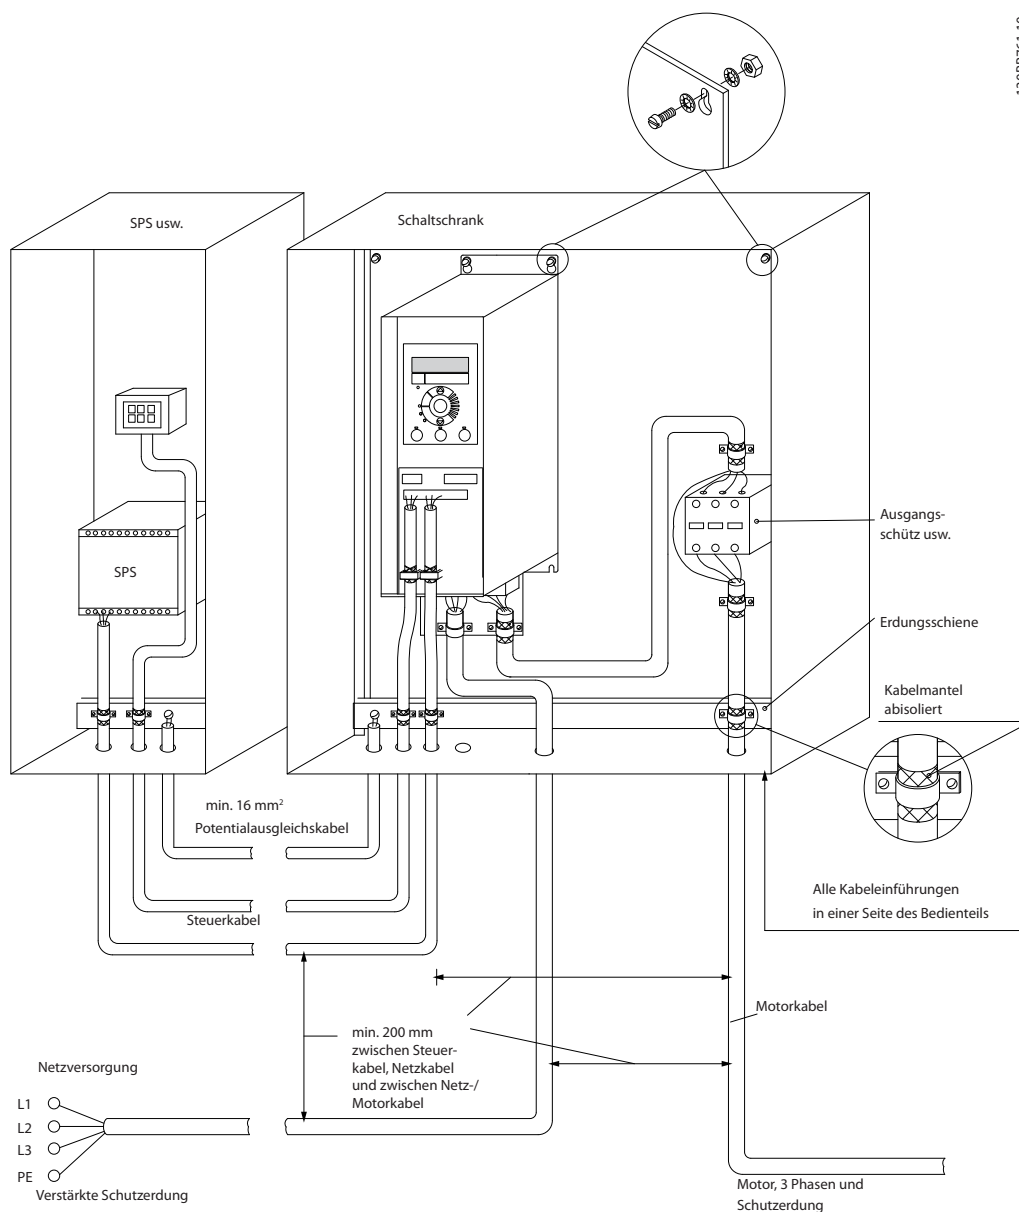 SPS usw.
Schaltschrank
SPS
Ausgangs-
schütz usw.
Erdungsschiene
Kabelmantel
abisoliert
min. 16 mm²
Potentialausgleichskabel
Alle Kabeleinführungen
in einer Seite des Bedienteils
Steuerkabel
Motorkabel
min. 200 mm
zwischen Steuer-
kabel, Netzkabel
und zwischen Netz-/
Motorkabel
Netzversorgung
L1
L2
L3
PE
Verstärkte Schutzerdung
Motor, 3 Phasen und
Schutzerdung